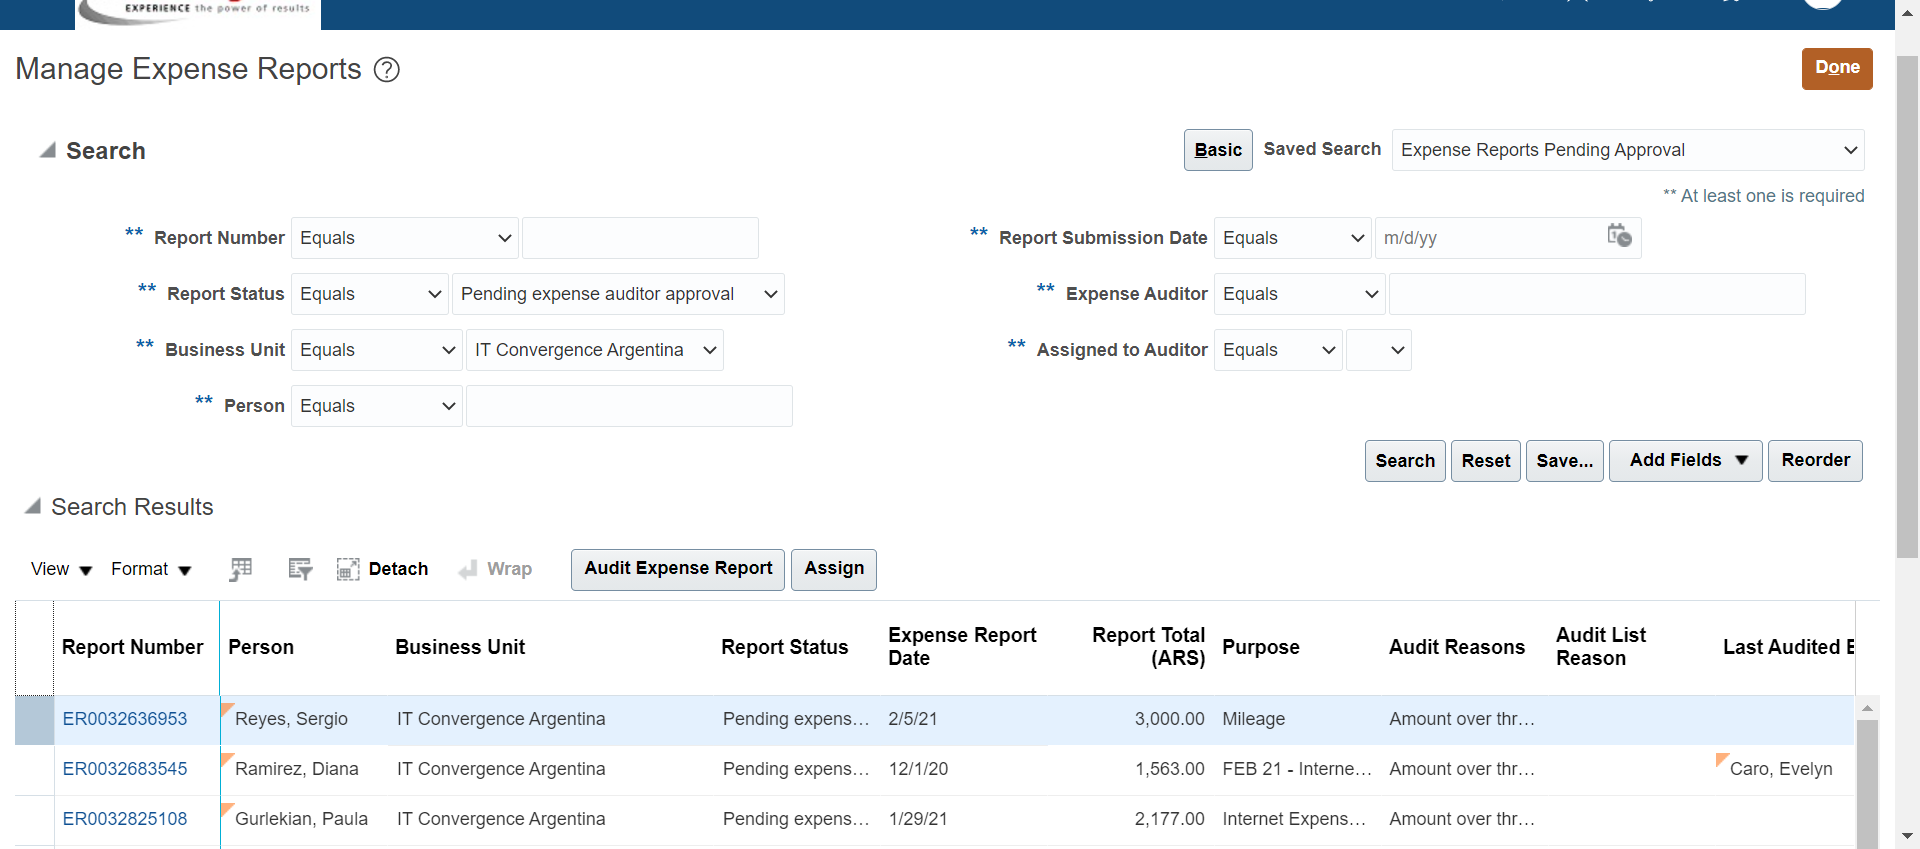 EXPERIENCE the power of results
Manage Expense Reports ?
Done
Search
Basic Saved Search Expense Reports Pending Approval
** At least one is required
** Report Number Equals
** Report Submission Date Equals m/d/yy
** Report Status Equals Pending expense auditor approval
** Expense Auditor Equals
** Business Unit Equals IT Convergence Argentina
** Assigned to Auditor Equals
** Person Equals
Search Reset Save... Add Fields Reorder
Search Results
View Format Detach Wrap Audit Expense Report Assign
Report Number Person Business Unit Report Status Expense Report Date Report Total (ARS) Purpose Audit Reasons Audit List Reason Last Audited
ER0032636953 Reyes, Sergio IT Convergence Argentina Pending expens... 2/5/21 3,000.00 Mileage Amount over thr...
ER0032683545 Ramirez, Diana IT Convergence Argentina Pending expens... 12/1/20 1,563.00 FEB 21 - Interne... Amount over thr... Caro, Evelyn
ER0032825108 Gurlekian, Paula IT Convergence Argentina Pending expens... 1/29/21 2,177.00 Internet Expens... Amount over thr...